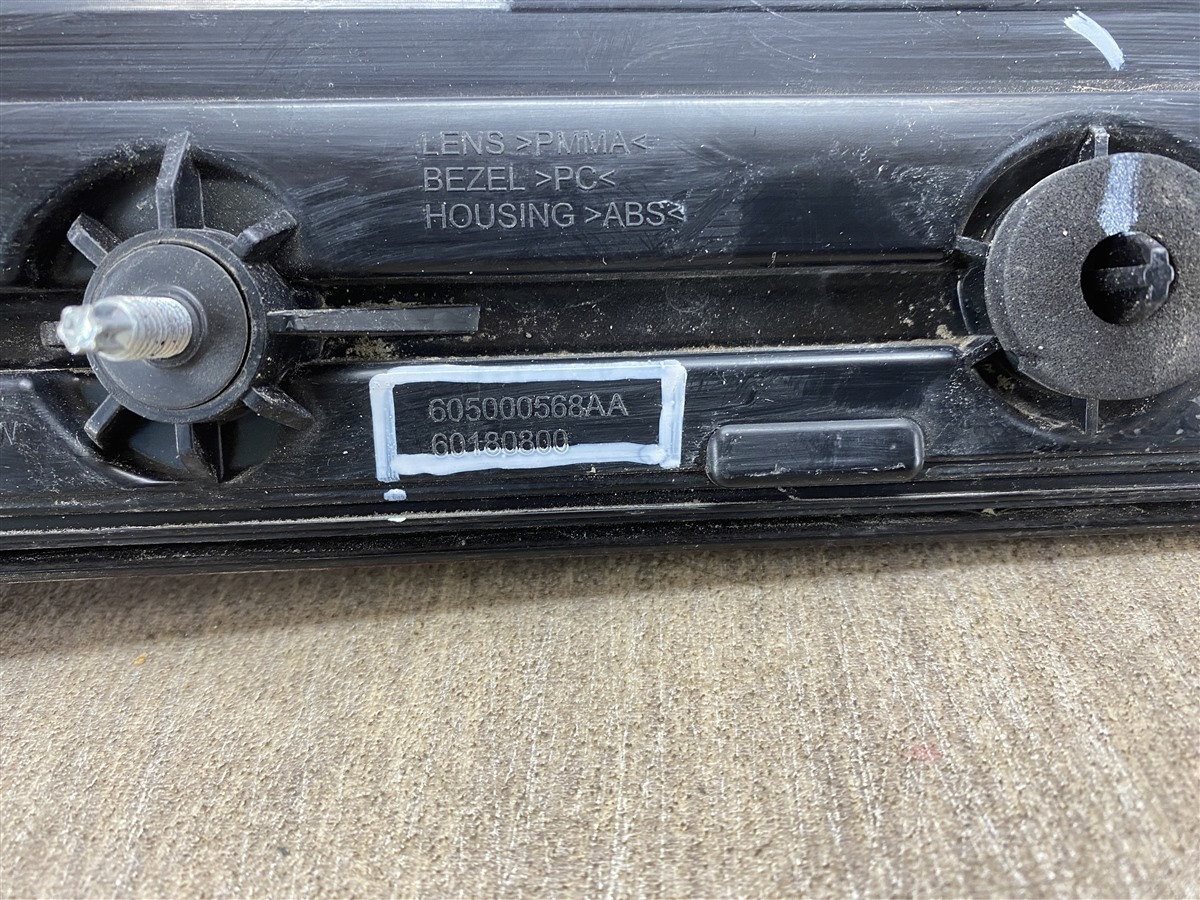 LENS >PMMA<
BEZEL >PC<
HOUSING >ABS<
605000568AA
60180800